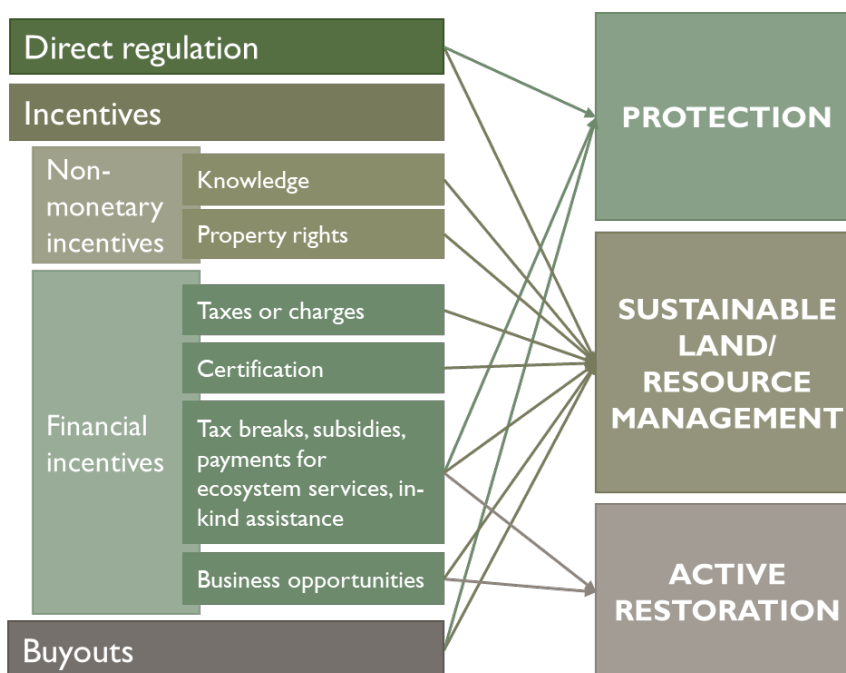 Direct regulation
Incentives
Non-
monetary
incentives
Knowledge
Property rights
Financial
incentives
Taxes or charges
Certification
Tax breaks, subsidies,
payments for
ecosystem services, in-
kind assistance
Business opportunities
Buyouts
PROTECTION
SUSTAINABLE
LAND/
RESOURCE
MANAGEMENT
ACTIVE
RESTORATION